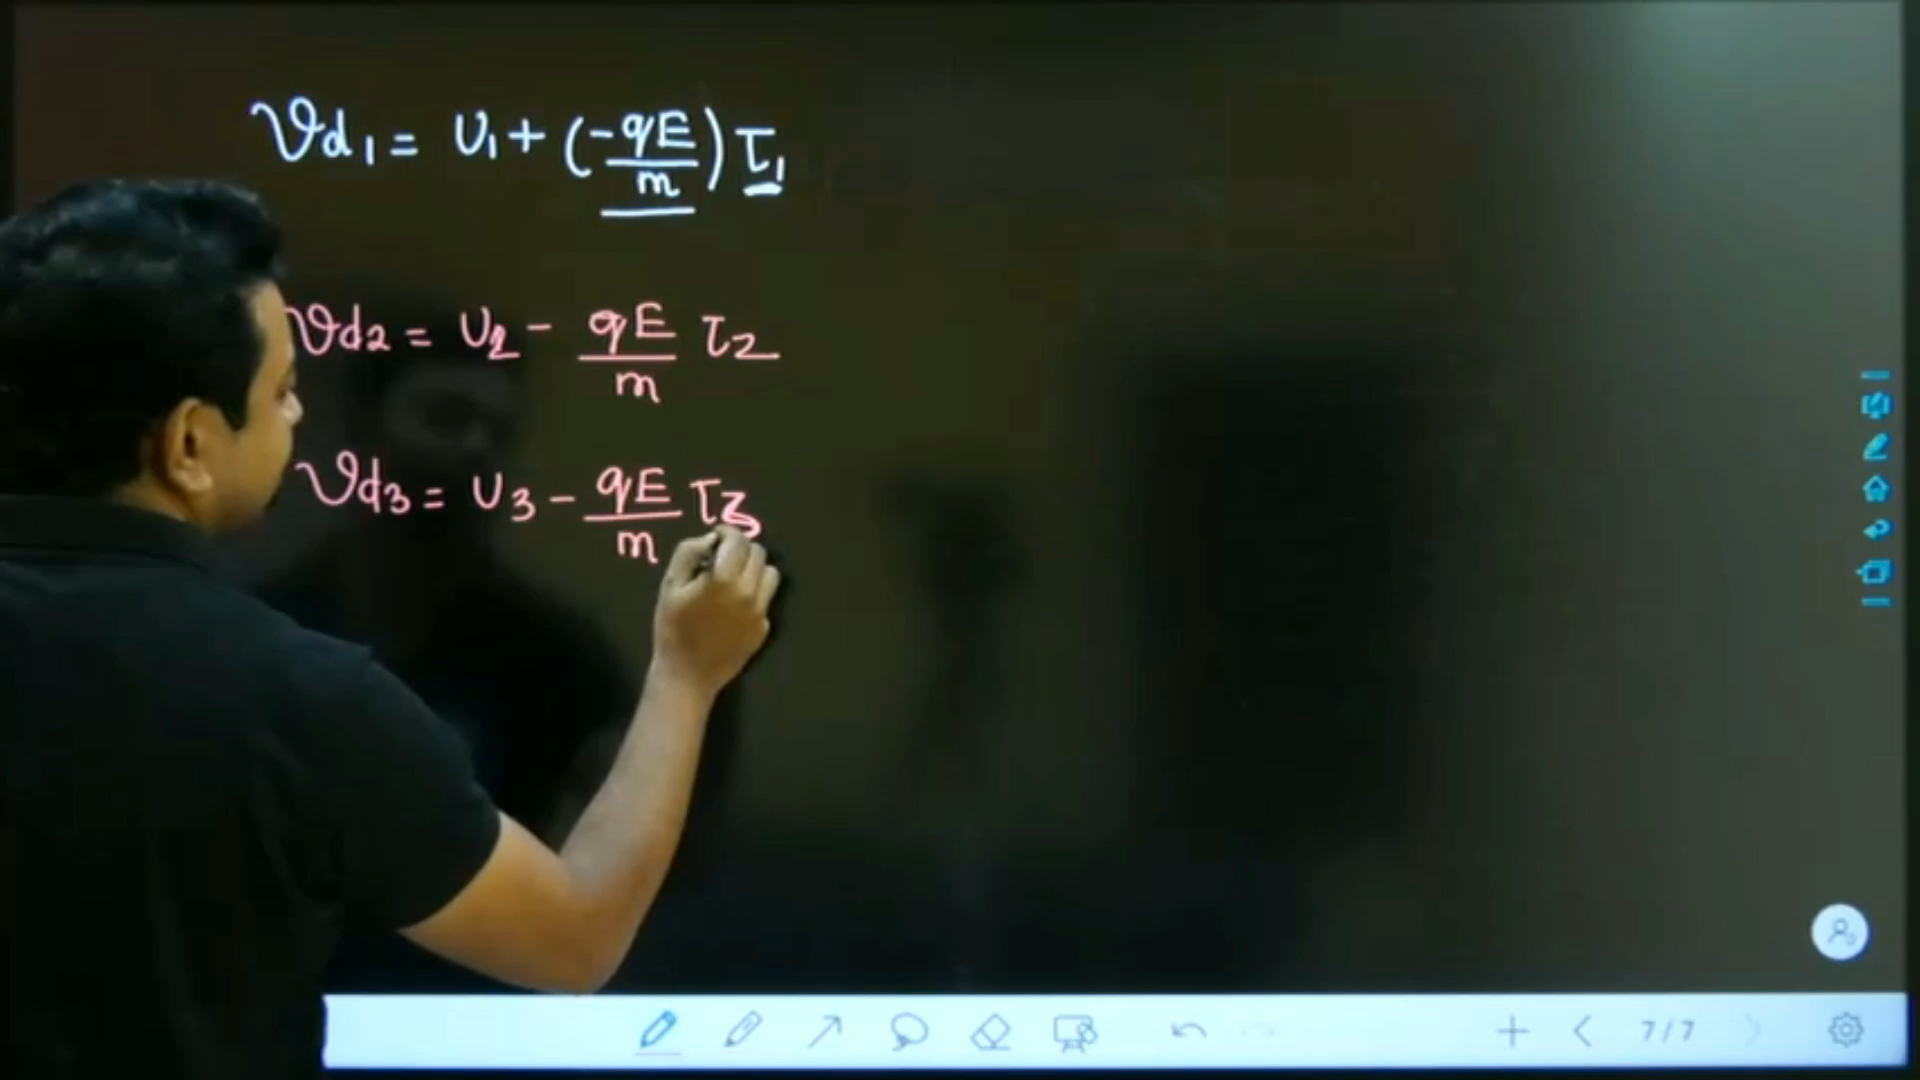 Vd₁ = U₁ + (-qE/m) τ₁
Vd₂ = U₂ - qE/m τ₂
Vd₃ = U₃ - qE/m τ₃
7/7